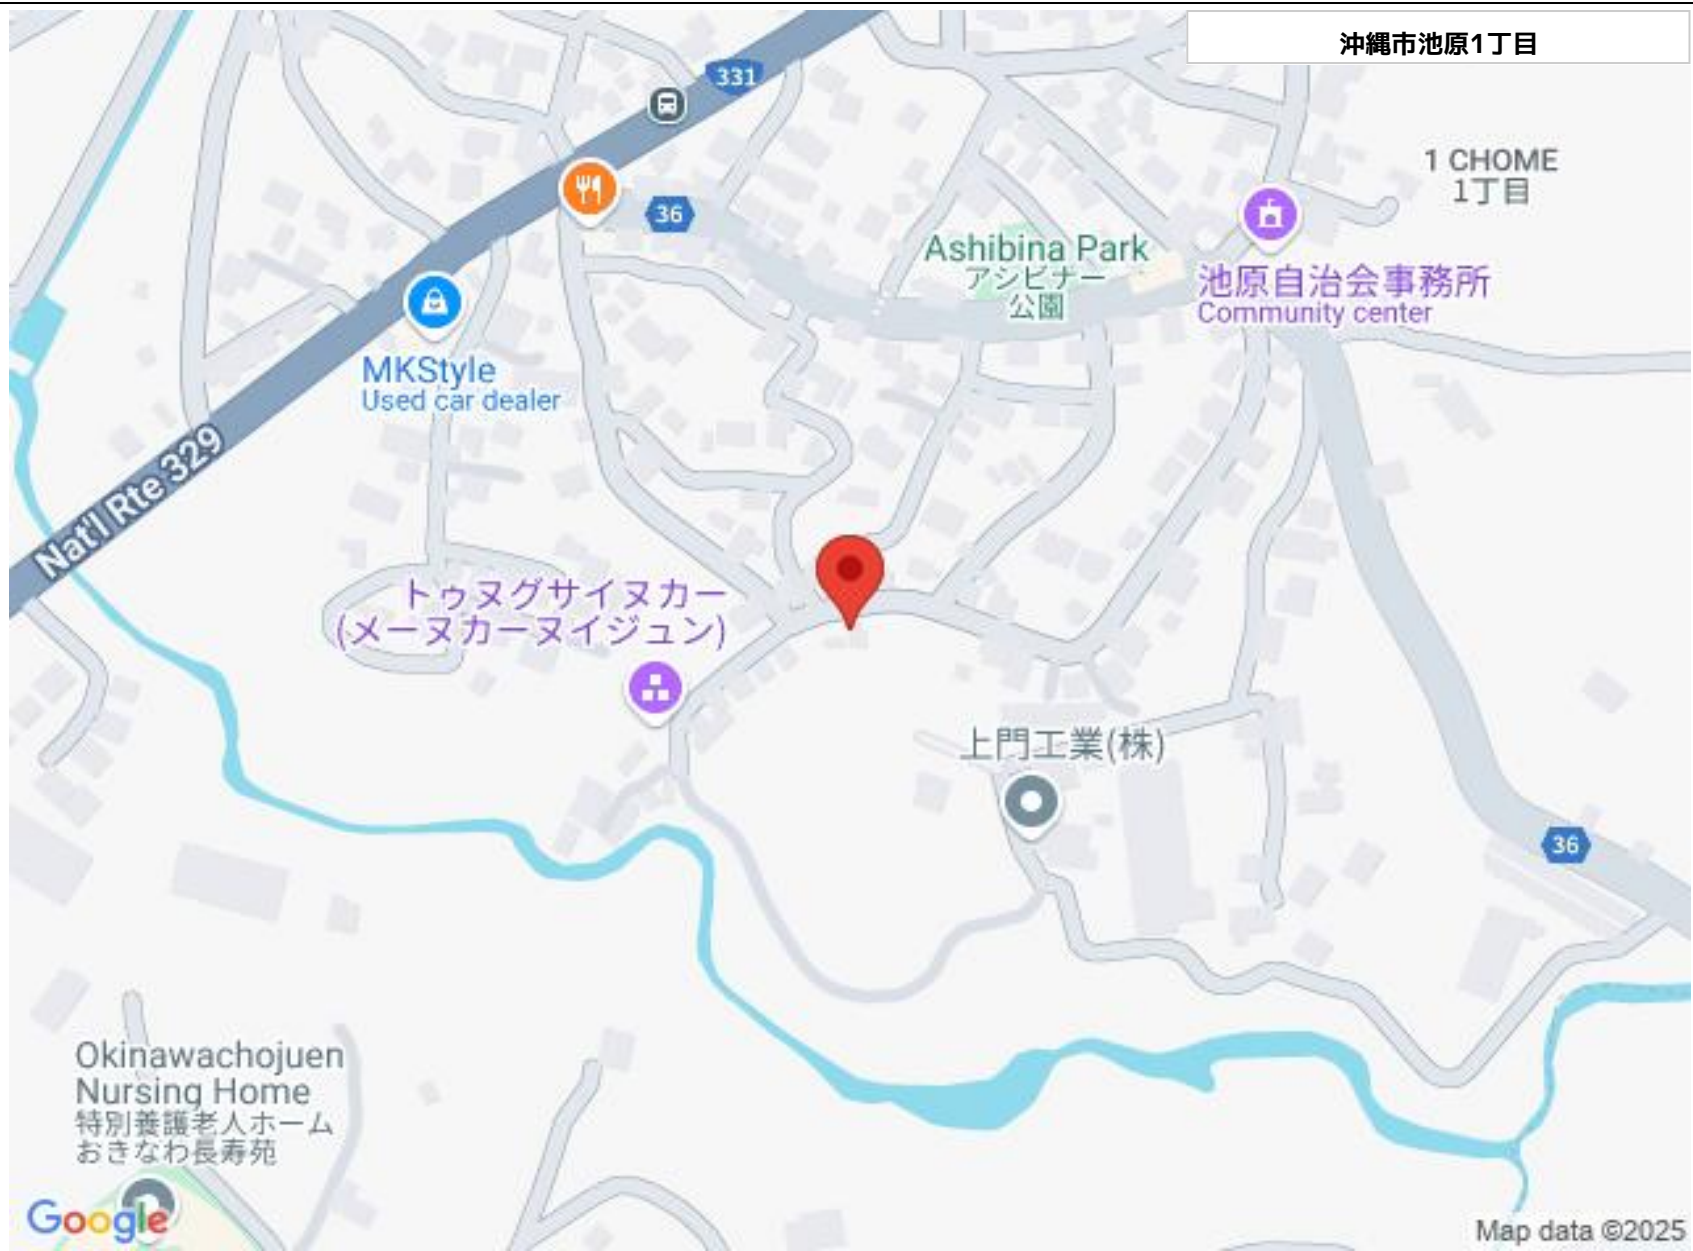 沖縄市池原1丁目
331
1 CHOME
1丁目
36
Ashibina Park
アシビナー
公園
池原自治会事務所
Community center
MKStyle
Used car dealer
Nat'l Rte 329
トゥヌグサイヌカー
(メーヌカーヌイジュン)
上門工業(株)
36
Okinawachojuen
Nursing Home
特別養護老人ホーム
おきなわ長寿苑
Google
Map data ©2025